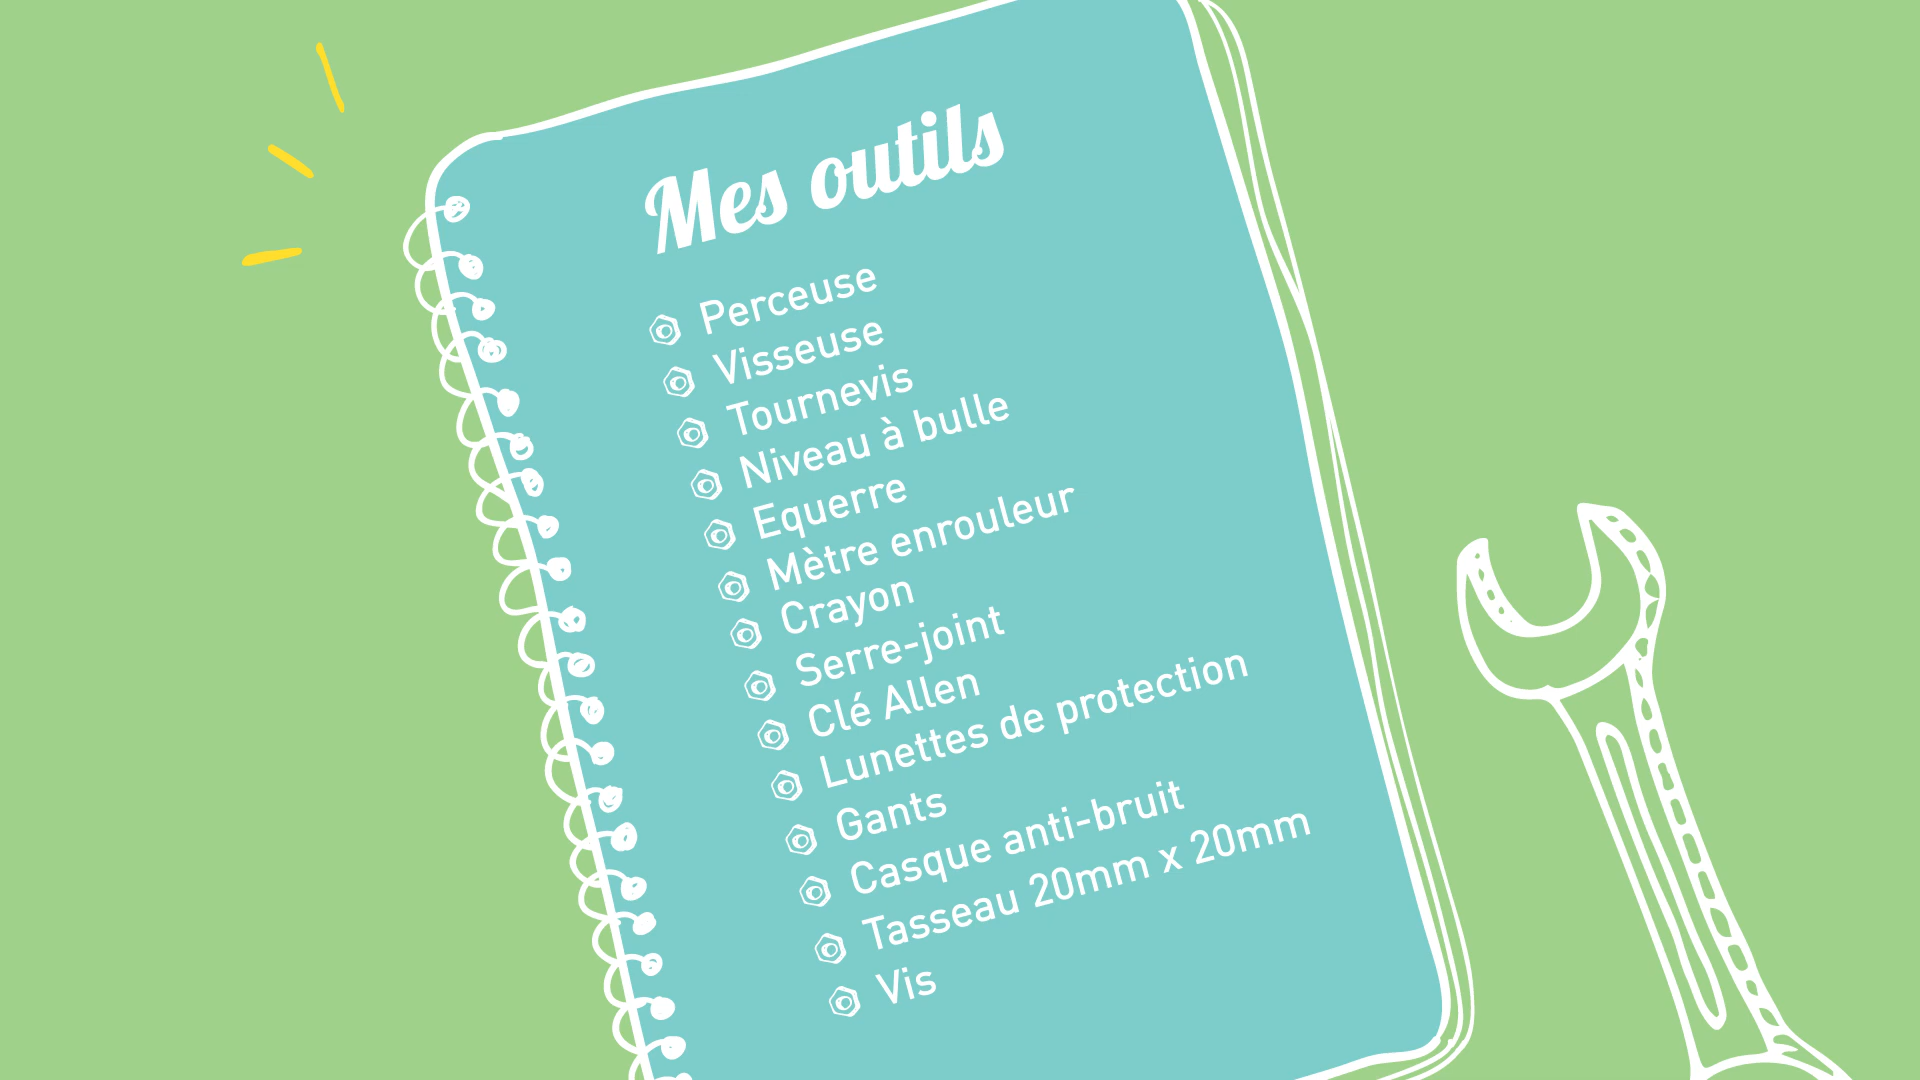 Mes outils
Perceuse
Visseuse
Tournevis
Niveau à bulle
Equerre
Mètre enrouleur
Crayon
Serre-joint
Clé Allen
Lunettes de protection
Gants
Casque anti-bruit
Tasseau 20mm x 20mm
Vis